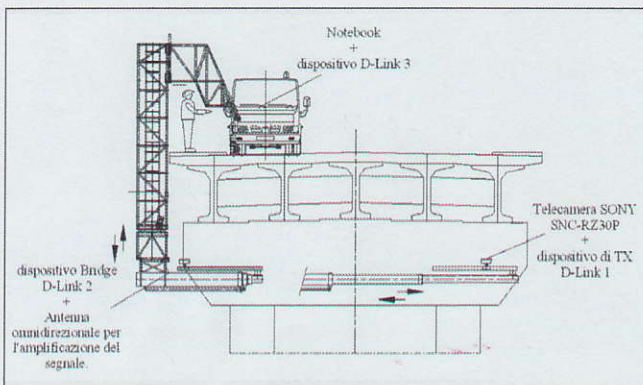 Notebook
+
dispositivo D-Link 3
Telecamera SONY
SNC-RZ30P
+
dispositivo di TX
D-Link 1
dispositivo Bridge
D-Link 2
+
Antenna
omnidirezionale per
l'amplificazione del
segnale.